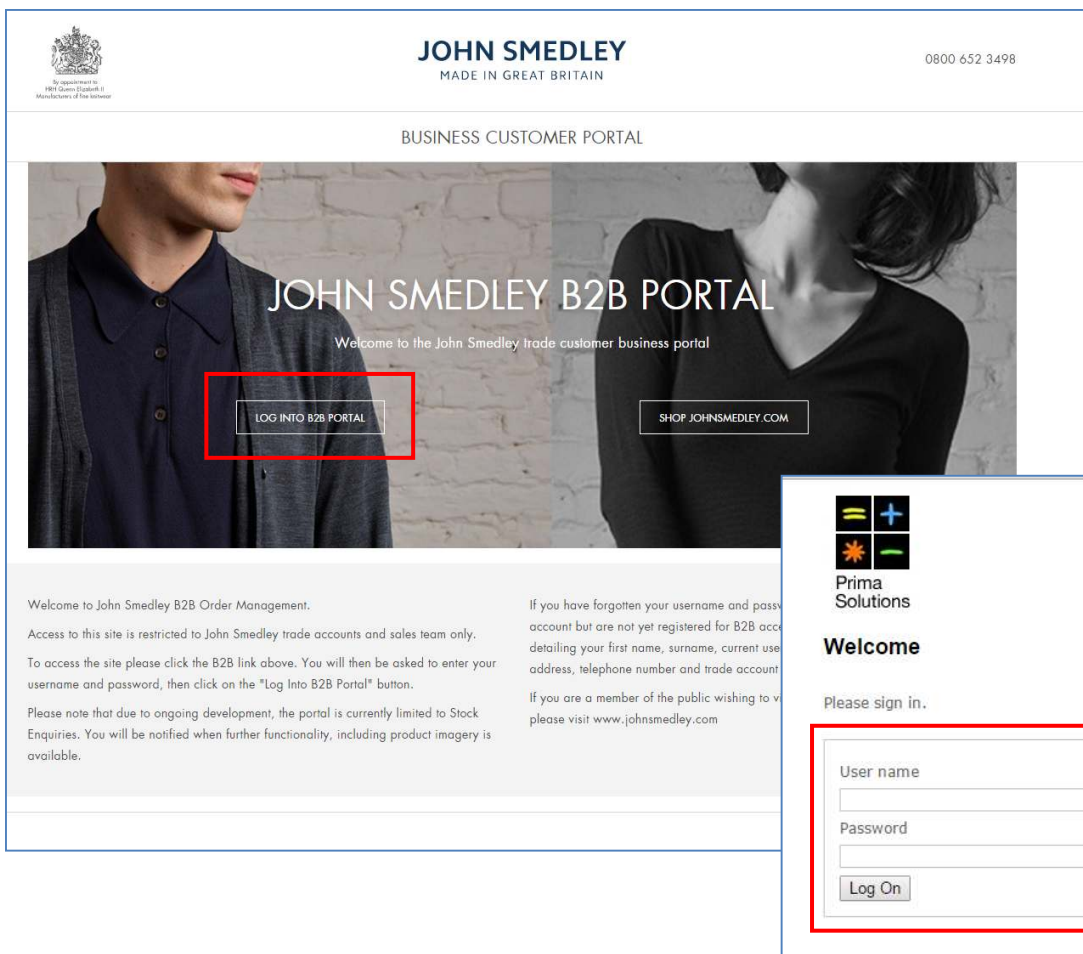 By appointment to
HRH Queen Elizabeth II
Manufacturers of fine knitwear
JOHN SMEDLEY
MADE IN GREAT BRITAIN
0800 652 3498
BUSINESS CUSTOMER PORTAL
JOHN SMEDLEY B2B PORTAL
Welcome to the John Smedley trade customer business portal
LOG INTO B2B PORTAL
SHOP JOHNSMEDLEY.COM
Welcome to John Smedley B2B Order Management.
Access to this site is restricted to John Smedley trade accounts and sales team only.
To access the site please click the B2B link above. You will then be asked to enter your
username and password, then click on the "Log Into B2B Portal" button.
Please note that due to ongoing development, the portal is currently limited to Stock
Enquiries. You will be notified when further functionality, including product imagery is
available.
If you have forgotten your username and passw
account but are not yet registered for B2B acce
detailing your first name, surname, current use
address, telephone number and trade account
If you are a member of the public wishing to vi
please visit www.johnsmedley.com
Prima
Solutions
Welcome
Please sign in.
User name
Password
Log On